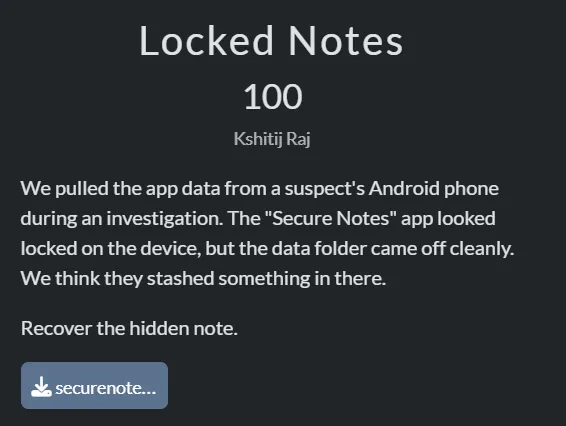 Locked Notes
100
Kshitij Raj
We pulled the app data from a suspect's Android phone
during an investigation. The "Secure Notes" app looked
locked on the device, but the data folder came off cleanly.
We think they stashed something in there.
Recover the hidden note.
securenote...